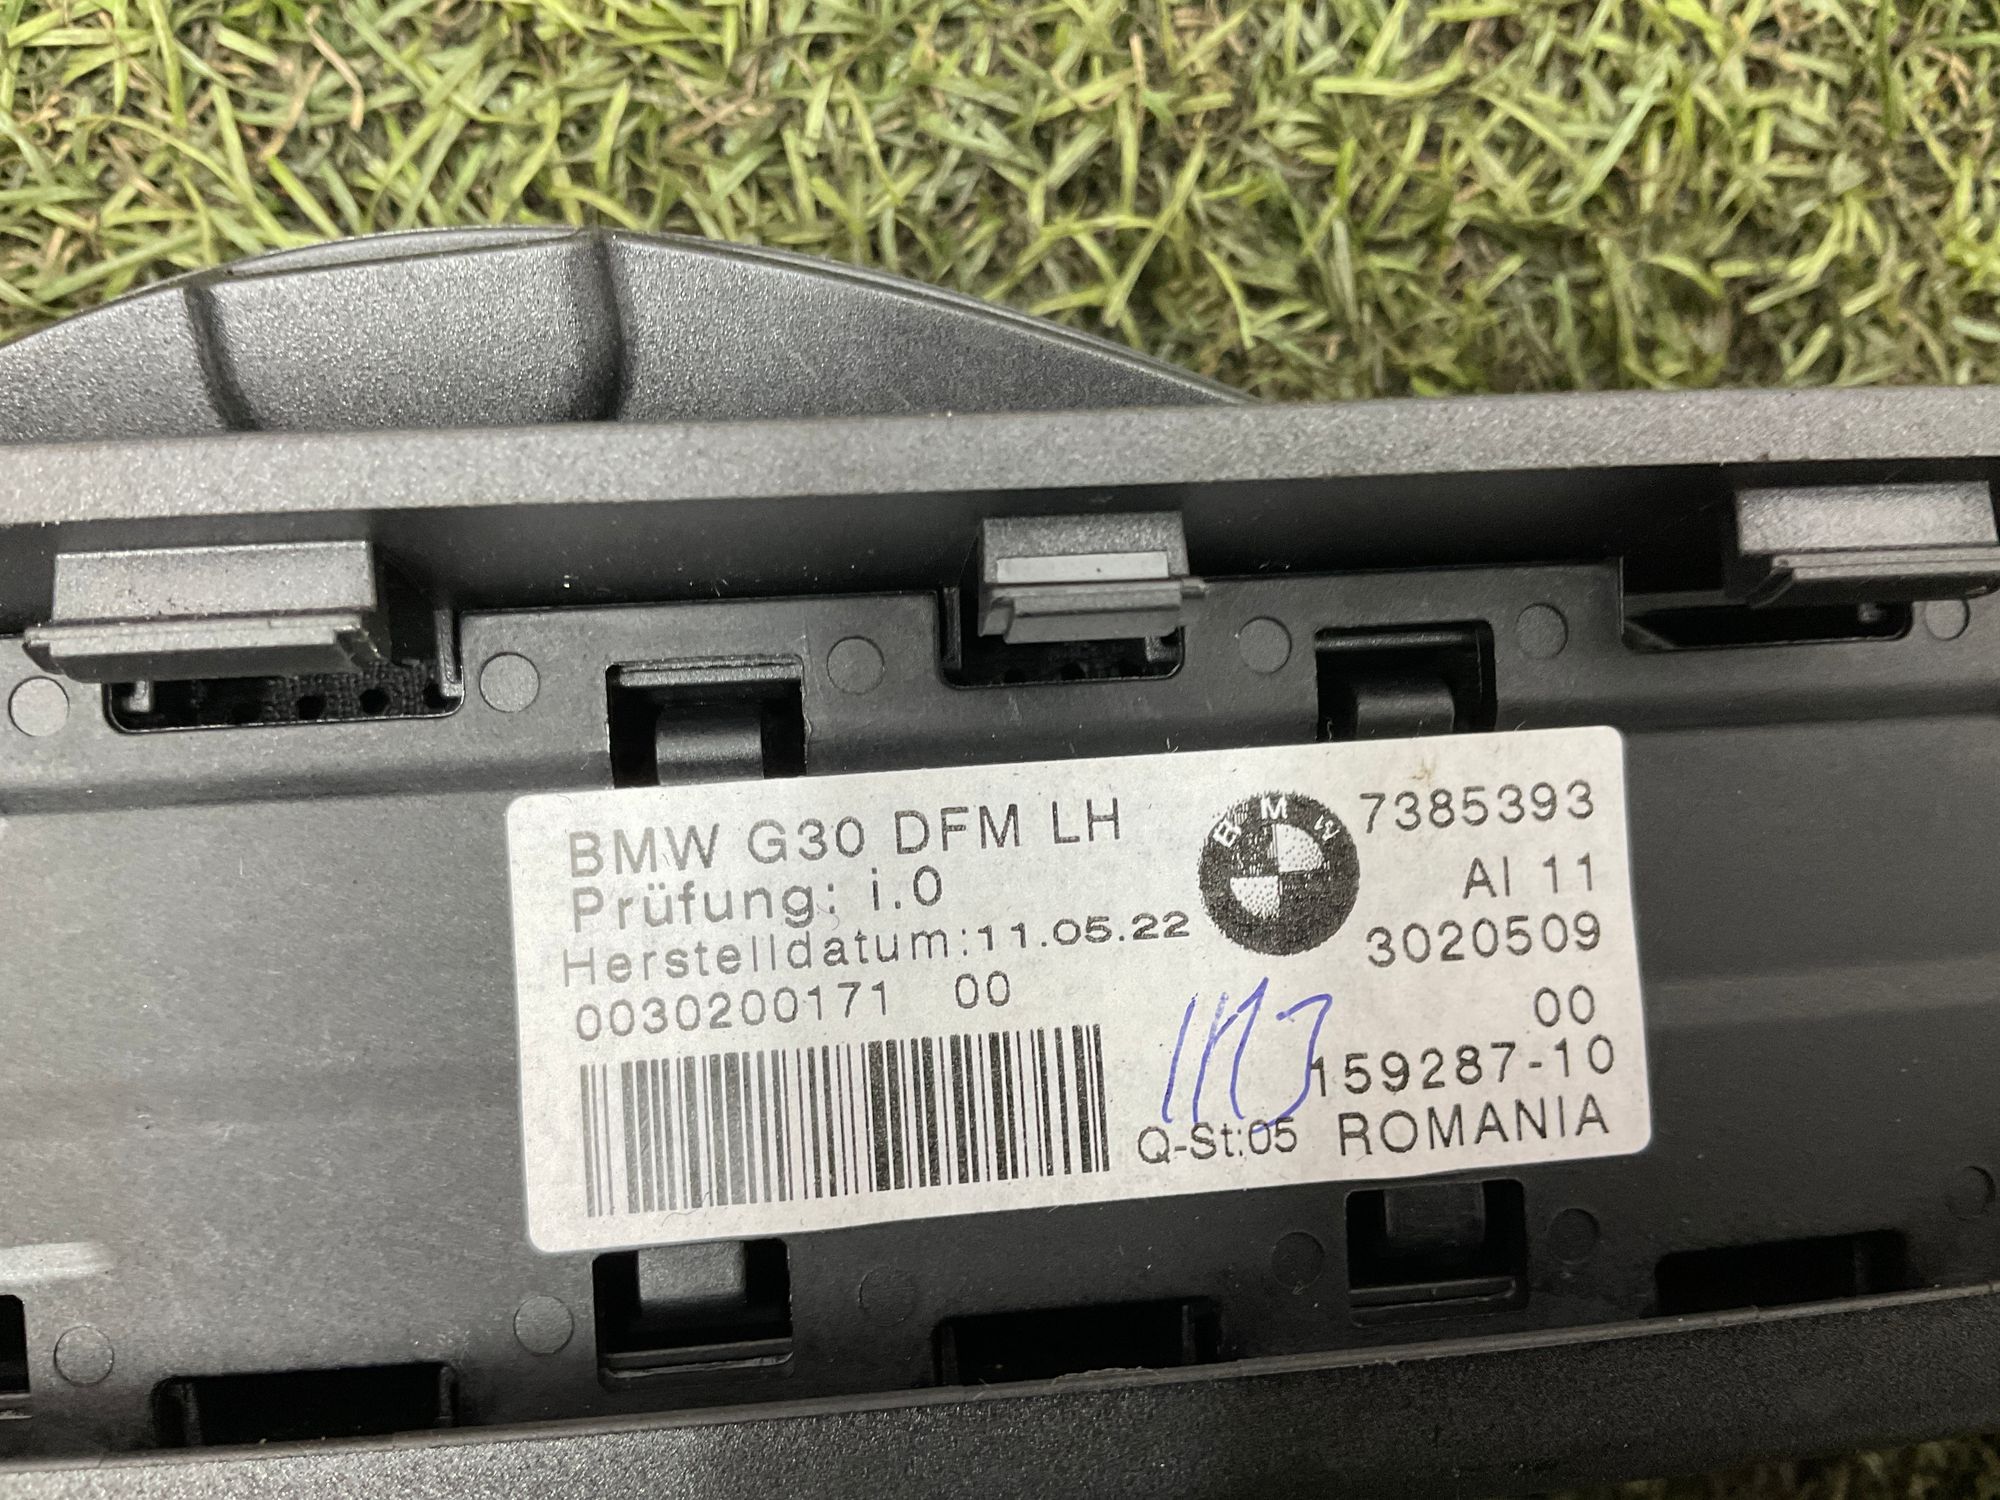 BMW G30 DFM LH
Prüfung: i.O
Herstelldatum:11.05.22
0030200171 00
BMW
7385393
AI 11
3020509
00
159287-10
Q-St:05 ROMANIA